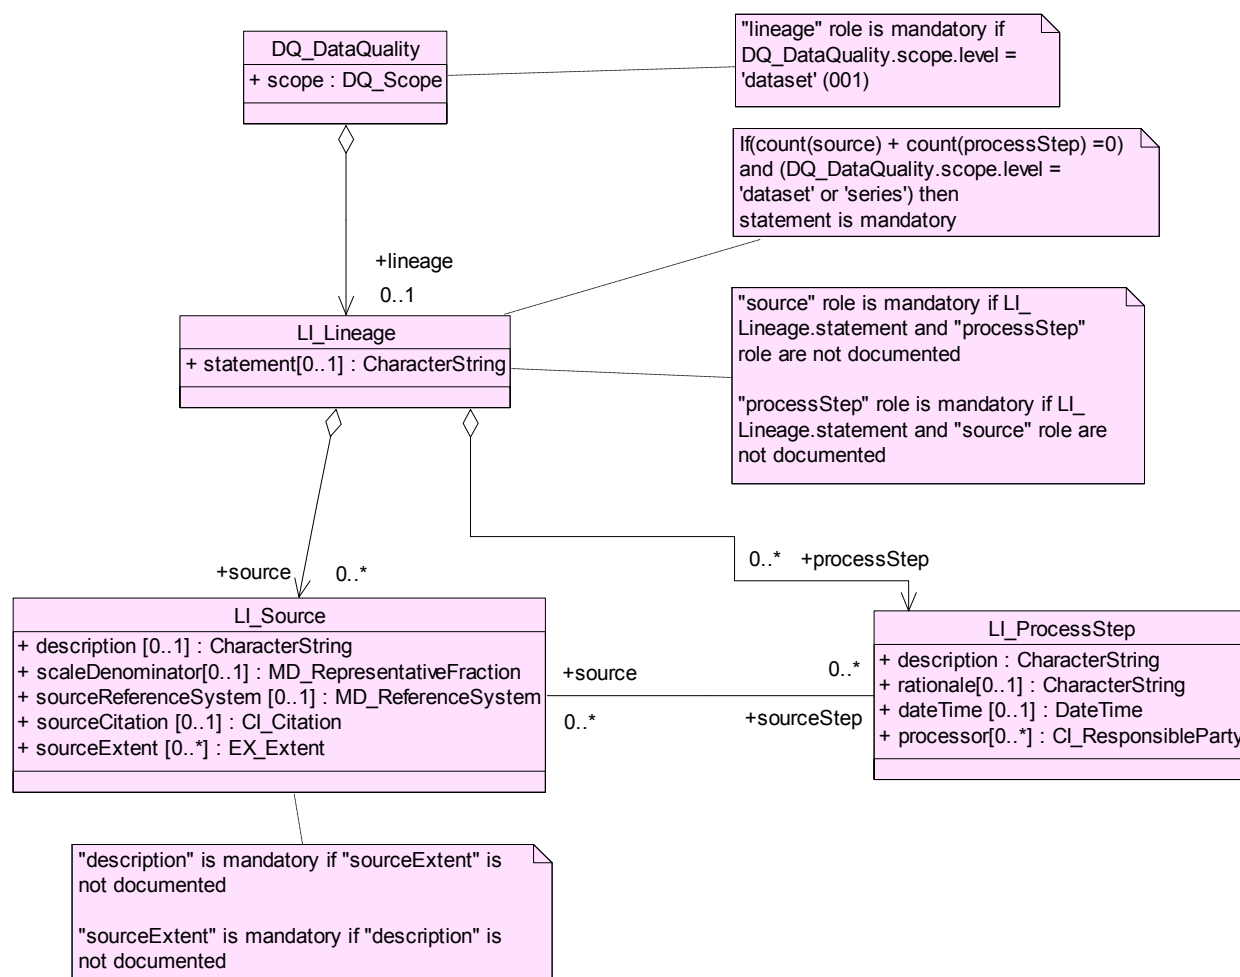 DQ_DataQuality
+ scope : DQ_Scope
"lineage" role is mandatory if
DQ_DataQuality.scope.level =
'dataset' (001)
If(count(source) + count(processStep) =0)
and (DQ_DataQuality.scope.level =
'dataset' or 'series') then
statement is mandatory
+lineage
0..1
LI_Lineage
+ statement[0..1] : CharacterString
"source" role is mandatory if LI_
Lineage.statement and "processStep"
role are not documented
"processStep" role is mandatory if LI_
Lineage.statement and "source" role are
not documented
+source
0..*
0..*
+processStep
LI_Source
+ description [0..1] : CharacterString
+ scaleDenominator[0..1] : MD_RepresentativeFraction
+ sourceReferenceSystem [0..1] : MD_ReferenceSystem
+ sourceCitation [0..1] : CI_Citation
+ sourceExtent [0..*] : EX_Extent
+source
0..*
0..*
+sourceStep
LI_ProcessStep
+ description : CharacterString
+ rationale[0..1] : CharacterString
+ dateTime [0..1] : DateTime
+ processor[0..*] : CI_ResponsibleParty
"description" is mandatory if "sourceExtent" is
not documented
"sourceExtent" is mandatory if "description" is
not documented